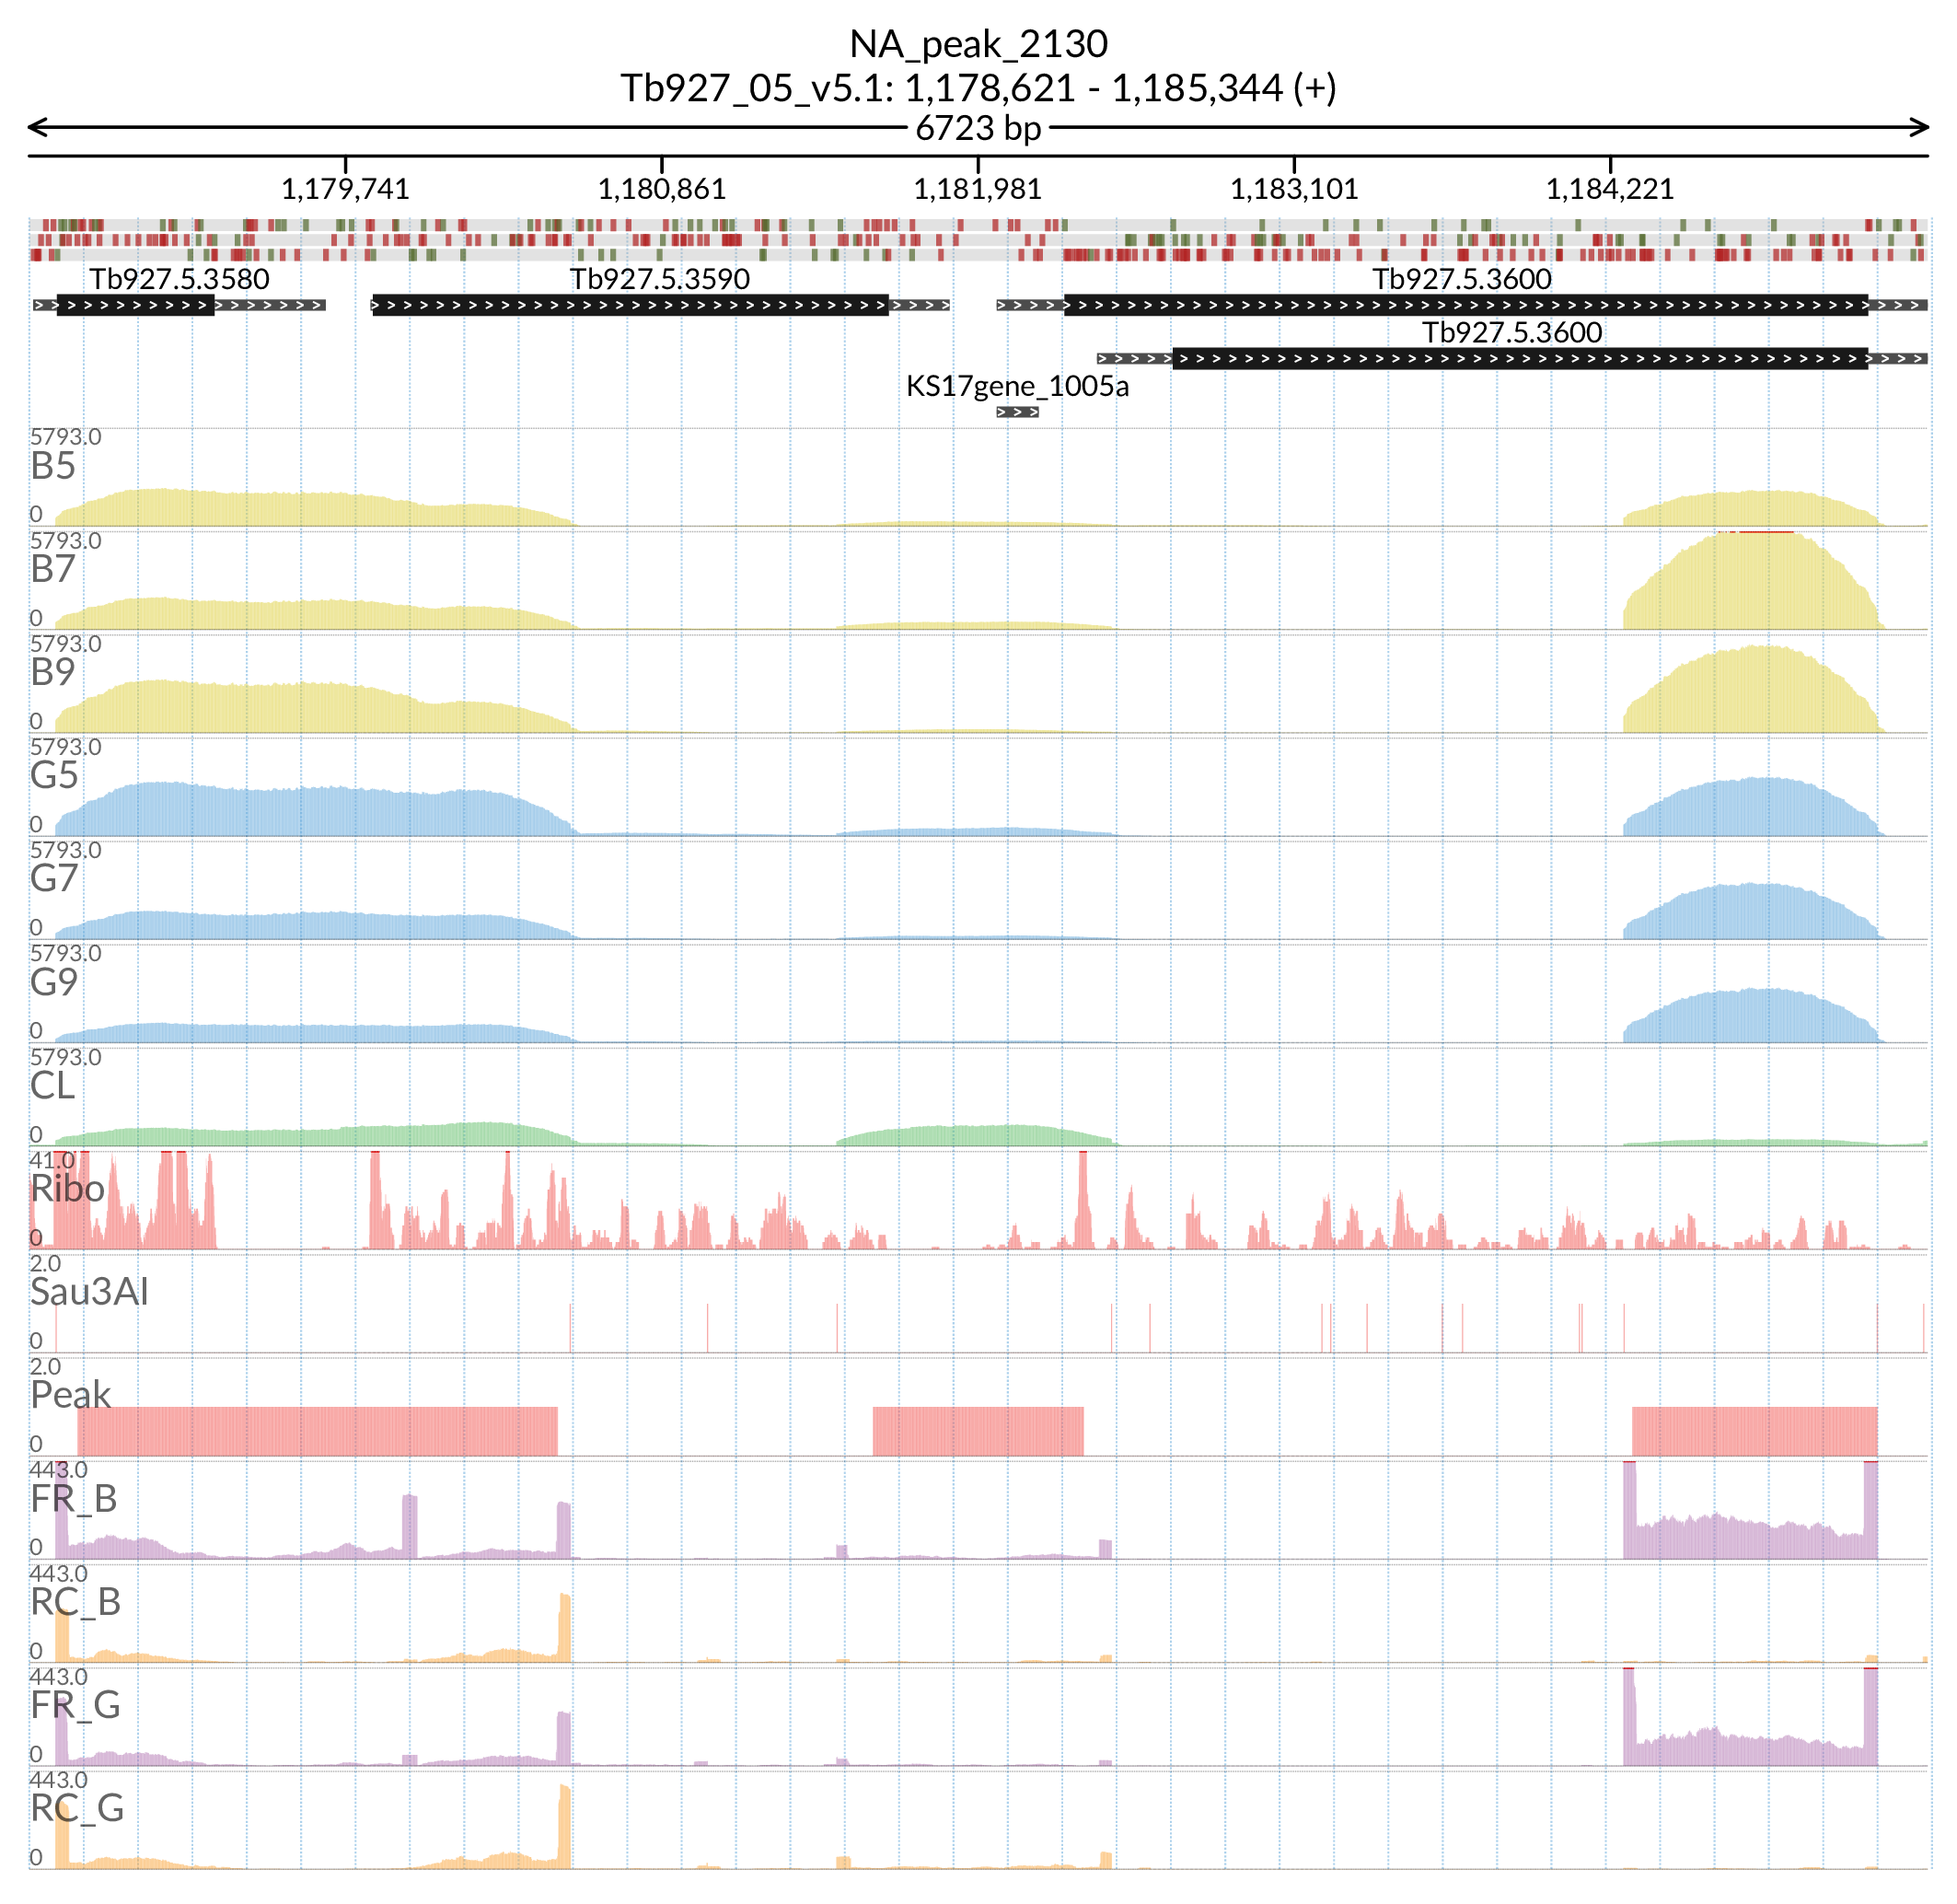 NA_peak_2130
Tb927_05_v5.1: 1,178,621 - 1,185,344 (+)
6723 bp
1,179,741 1,180,861 1,181,981 1,183,101 1,184,221
Tb927.5.3580 Tb927.5.3590 Tb927.5.3600
Tb927.5.3600
KS17gene_1005a
5793.0
B5
0
5793.0
B7
0
5793.0
B9
0
5793.0
G5
0
5793.0
G7
0
5793.0
G9
0
5793.0
CL
0
41.0
Ribo
0
2.0
Sau3AI
0
2.0
Peak
0
443.0
FR_B
0
443.0
RC_B
0
443.0
FR_G
0
443.0
RC_G
0